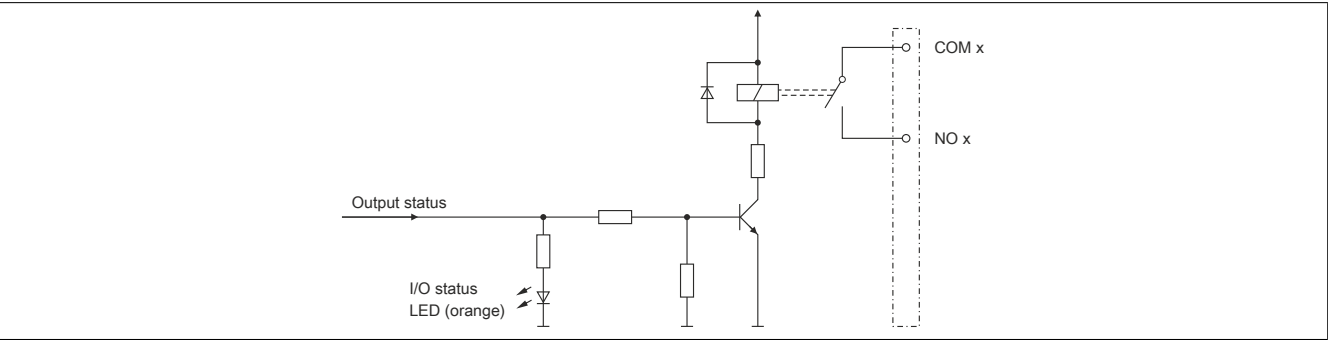 COM x
NO x
Output status
I/O status
LED (orange)